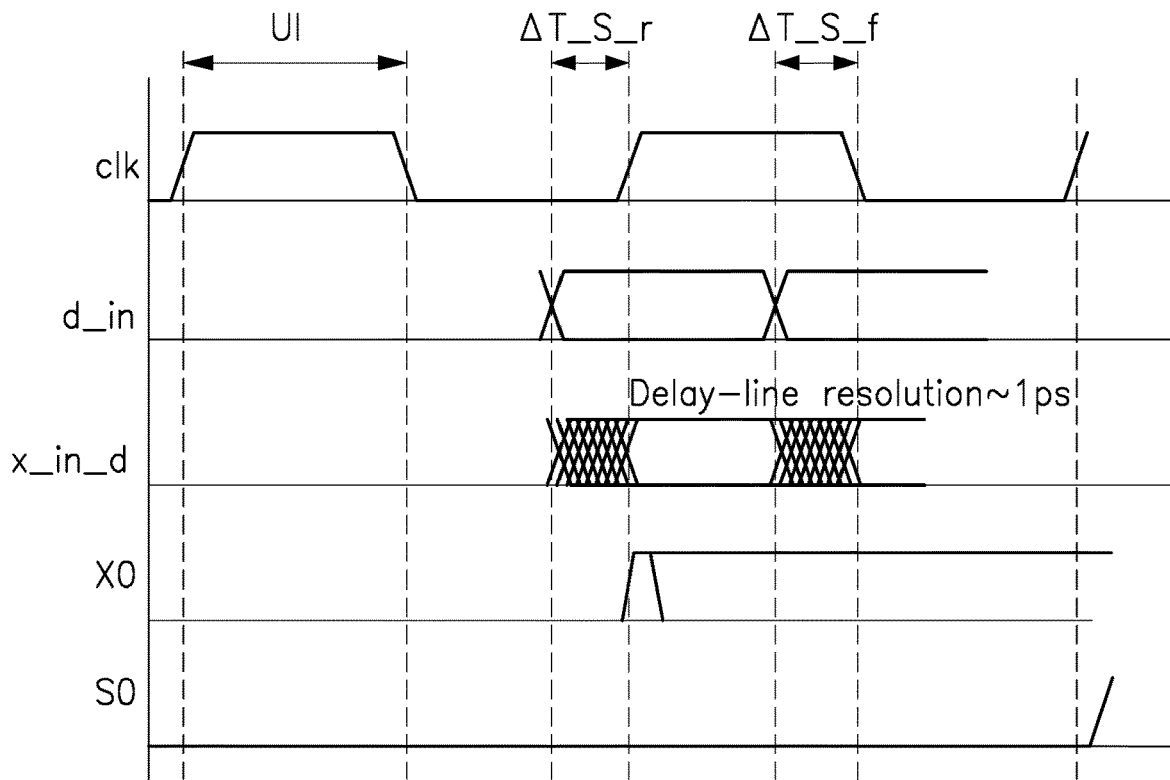 UI ΔT_S_r ΔT_S_f
clk
d_in
Delay-line resolution~1ps
x_in_d
X0
S0